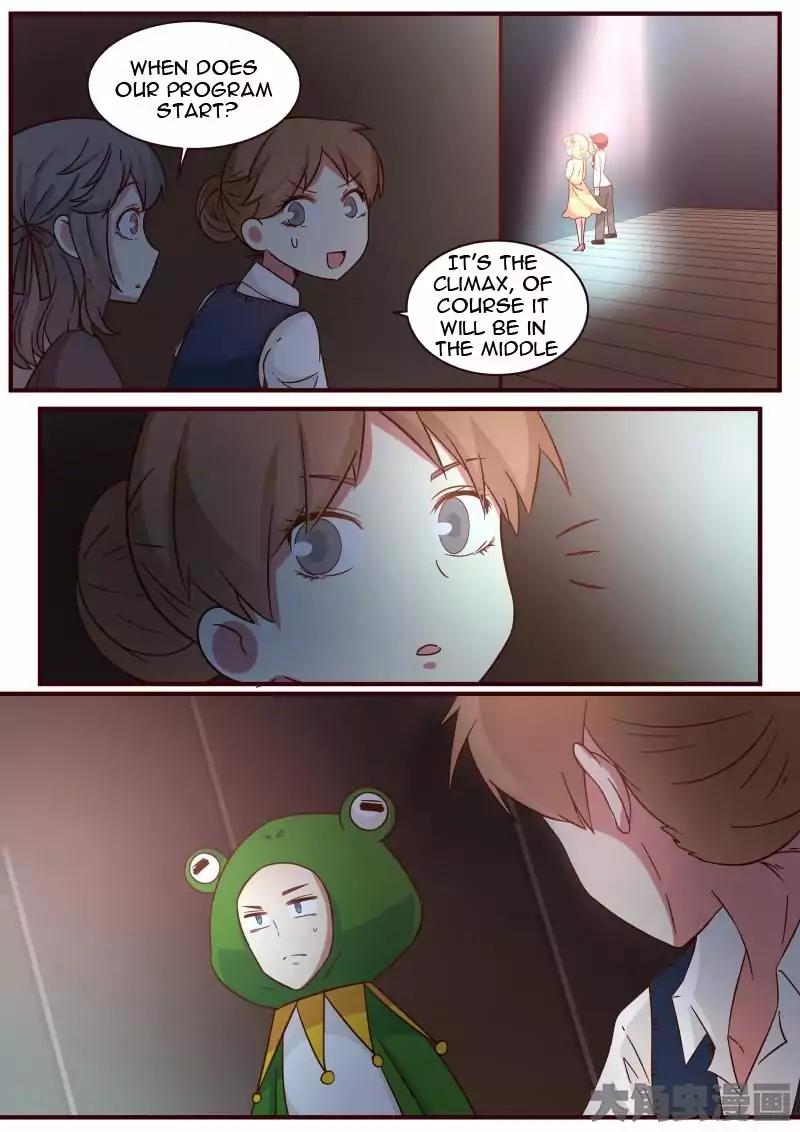 WHEN DOES
OUR PROGRAM
START?
IT'S THE
CLIMAX, OF
COURSE IT
WILL BE IN
THE MIDDLE
大角虫漫画